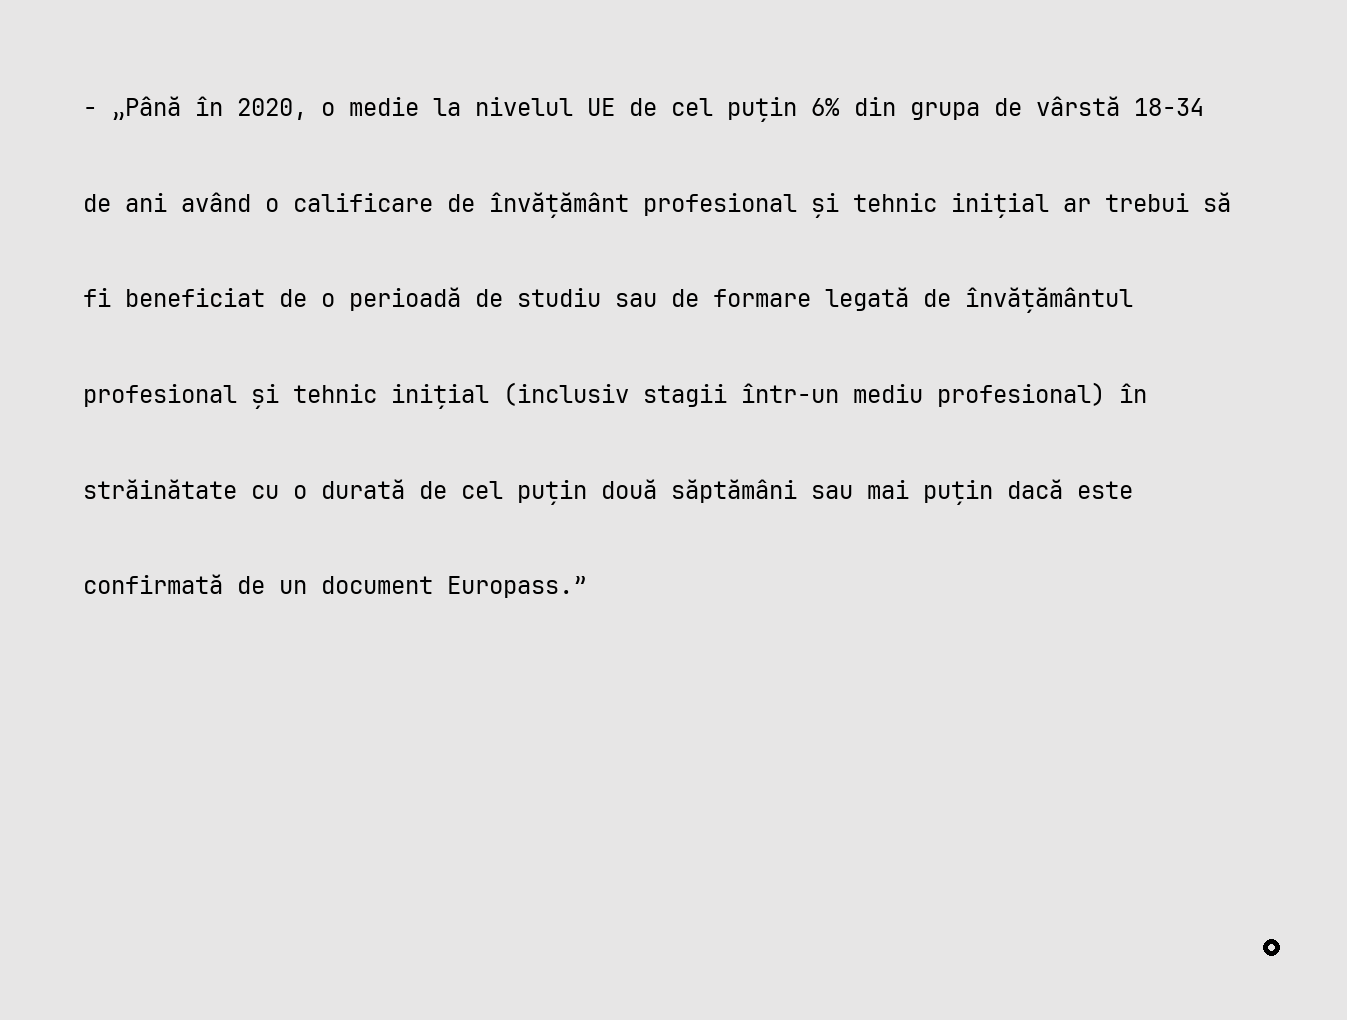 - „Până în 2020, o medie la nivelul UE de cel puțin 6% din grupa de vârstă 18-34
de ani având o calificare de învățământ profesional și tehnic inițial ar trebui să
fi beneficiat de o perioadă de studiu sau de formare legată de învățământul
profesional și tehnic inițial (inclusiv stagii într-un mediu profesional) în
străinătate cu o durată de cel puțin două săptămâni sau mai puțin dacă este
confirmată de un document Europass.”